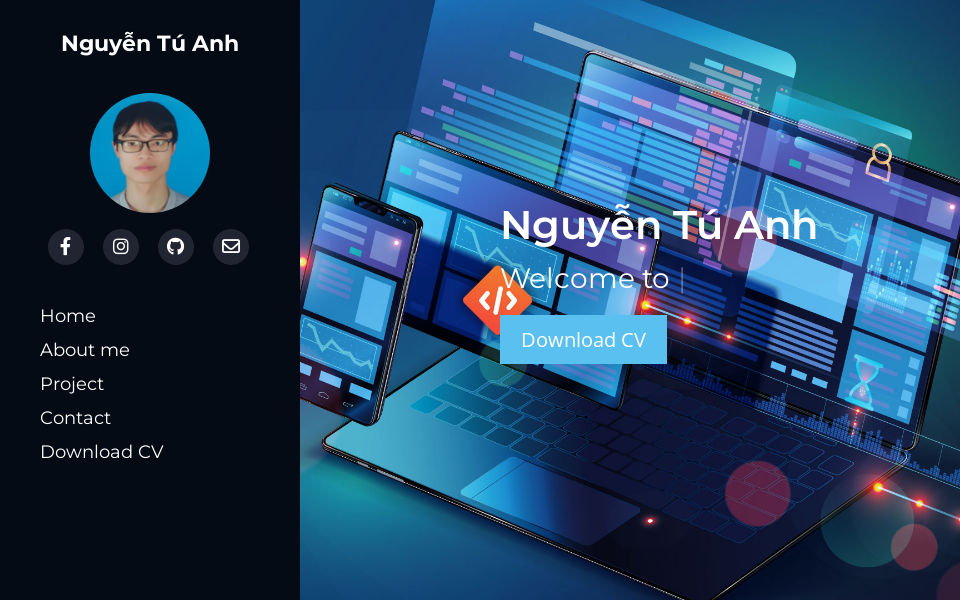 Nguyễn Tú Anh
Home
About me
Project
Contact
Download CV
Nguyễn Tú Anh
Welcome to
Download CV